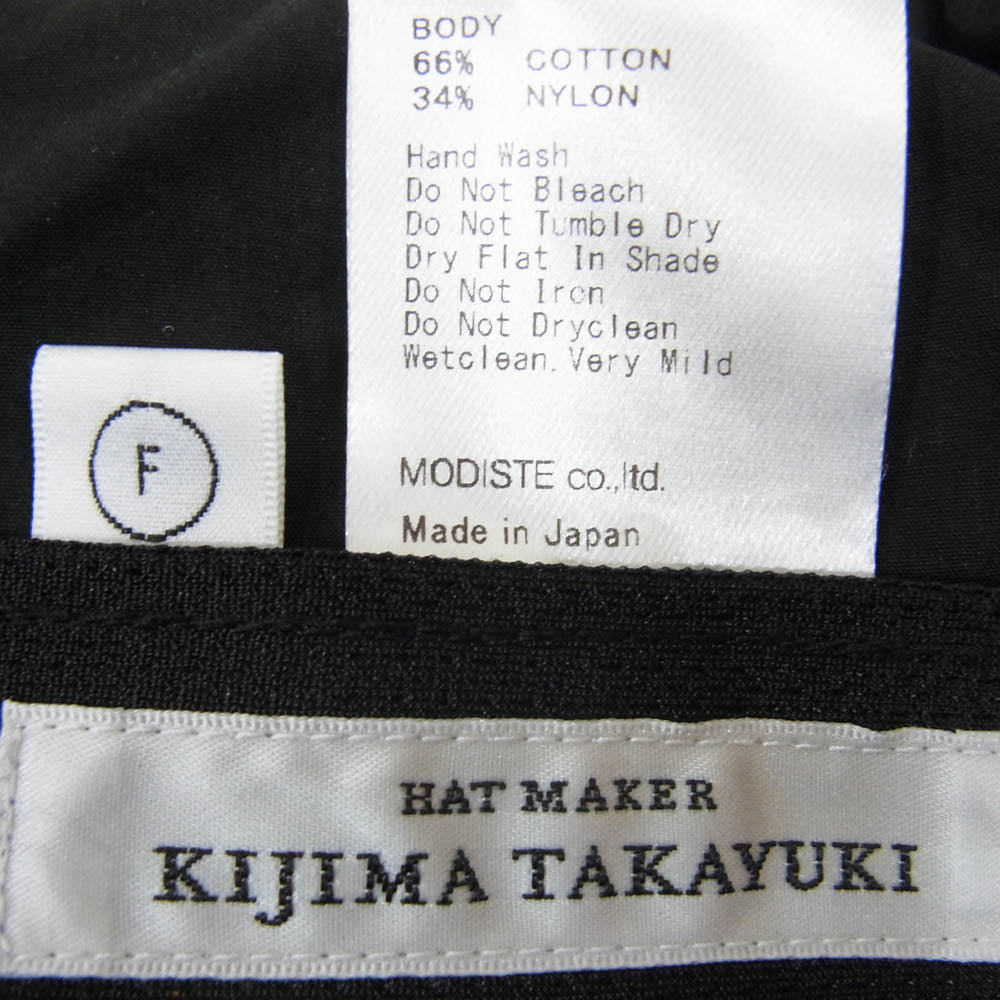 BODY
66% COTTON
34% NYLON
Hand Wash
Do Not Bleach
Do Not Tumble Dry
Dry Flat In Shade
Do Not Iron
Do Not Dryclean
Wetclean.Very Mild
MODISTE co.,ltd.
Made in Japan
F
HAT MAKER
KIJIMA TAKAYUKI